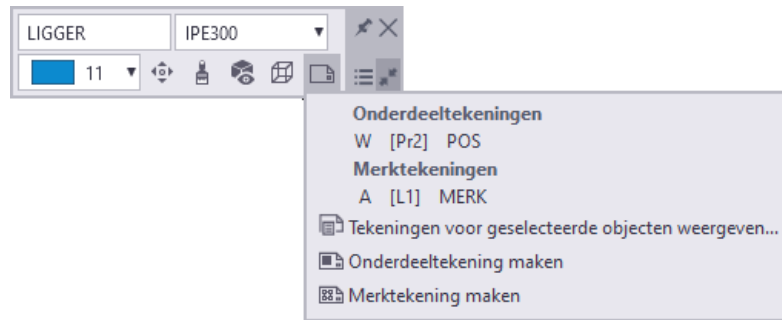 LIGGER IPE300
11
Onderdeeltekeningen
W [Pr2] POS
Merktekeningen
A [L1] MERK
Tekeningen voor geselecteerde objecten weergeven...
Onderdeeltekening maken
Merktekening maken